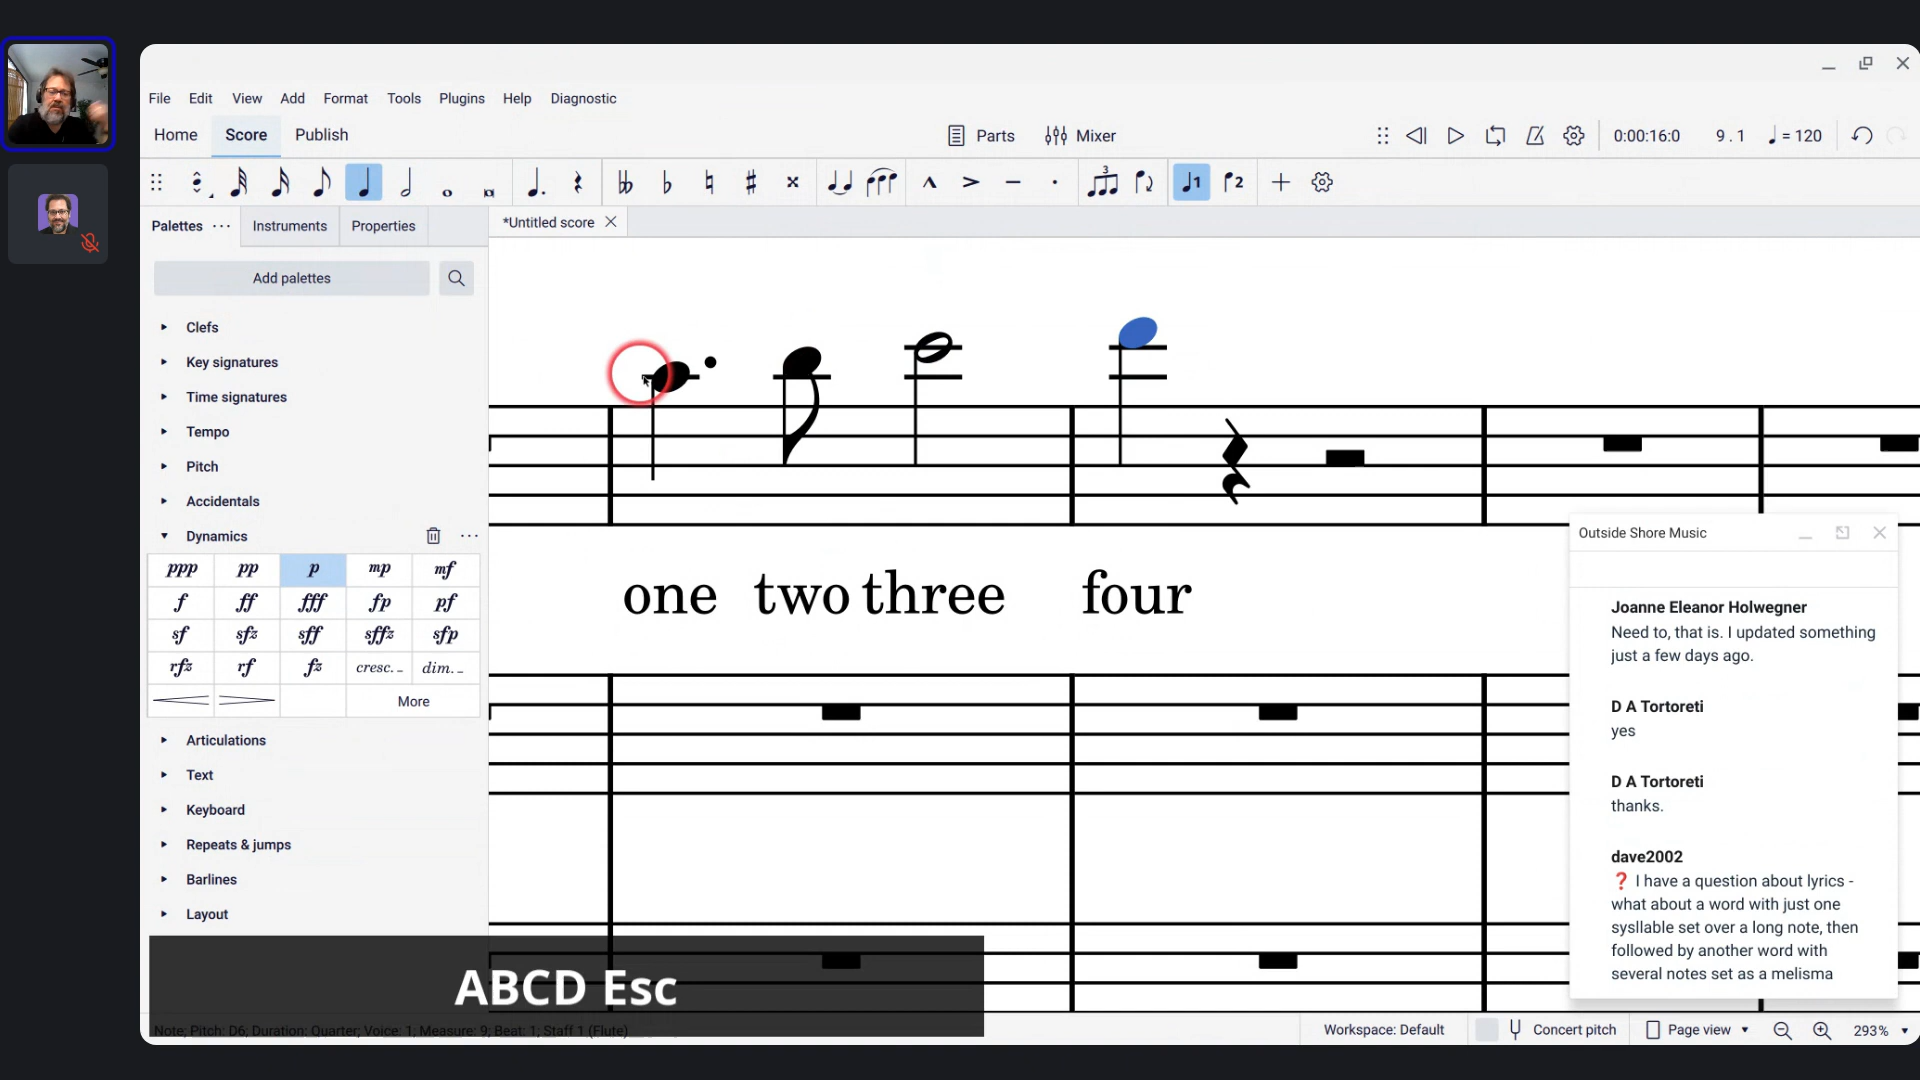 File Edit View Add Format Tools Plugins Help Diagnostic
Home Score Publish Parts Mixer 0:00:16:0 9 . 1 = 120
3 1 2
Palettes ··· Instruments Properties *Untitled score
Add palettes
Clefs
Key signatures
Time signatures
Tempo
Pitch
Accidentals
Dynamics
ppp pp p mp mf
f ff fff fp pf
sf sfz sff sffz sfp
rfz rf fz cresc. _ dim. _
More
Articulations
Text
Keyboard
Repeats & jumps
Barlines
Layout
one two three four
Outside Shore Music
Joanne Eleanor Holwegner
Need to, that is. I updated something
just a few days ago.
D A Tortoreti
yes
D A Tortoreti
thanks.
dave2002
❓ I have a question about lyrics -
what about a word with just one
sysllable set over a long note, then
followed by another word with
several notes set as a melisma
ABCD Esc
Note; Pitch: D6; Duration: Quarter; Voice: 1; Measure: 9; Beat: 1; Staff 1 (Flute)
Workspace: Default Concert pitch Page view 293%